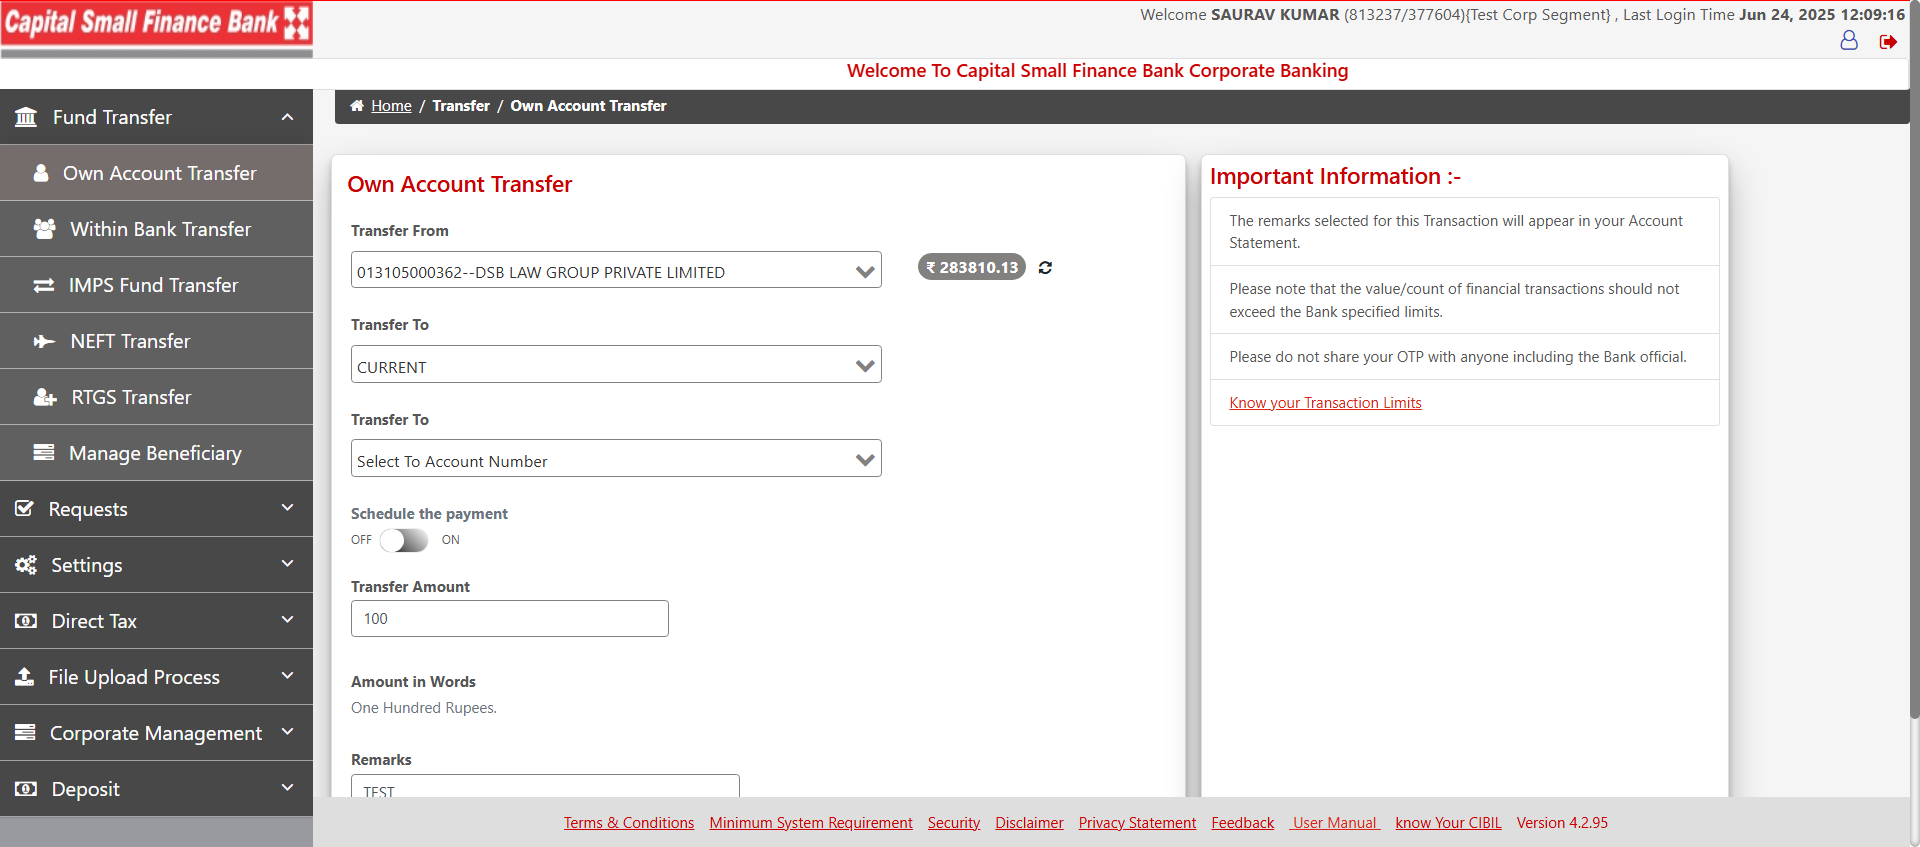 Capital Small Finance Bank
Welcome SAURAV KUMAR (813237/377604){Test Corp Segment} , Last Login Time Jun 24, 2025 12:09:16
Welcome To Capital Small Finance Bank Corporate Banking
Fund Transfer
Own Account Transfer
Within Bank Transfer
IMPS Fund Transfer
NEFT Transfer
RTGS Transfer
Manage Beneficiary
Requests
Settings
Direct Tax
File Upload Process
Corporate Management
Deposit
Home / Transfer / Own Account Transfer
Own Account Transfer
Transfer From
013105000362--DSB LAW GROUP PRIVATE LIMITED
₹ 283810.13
Transfer To
CURRENT
Transfer To
Select To Account Number
Schedule the payment
OFF ON
Transfer Amount
100
Amount in Words
One Hundred Rupees.
Remarks
TEST
Important Information :-
The remarks selected for this Transaction will appear in your Account
Statement.
Please note that the value/count of financial transactions should not
exceed the Bank specified limits.
Please do not share your OTP with anyone including the Bank official.
Know your Transaction Limits
Terms & Conditions Minimum System Requirement Security Disclaimer Privacy Statement Feedback User Manual know Your CIBIL Version 4.2.95